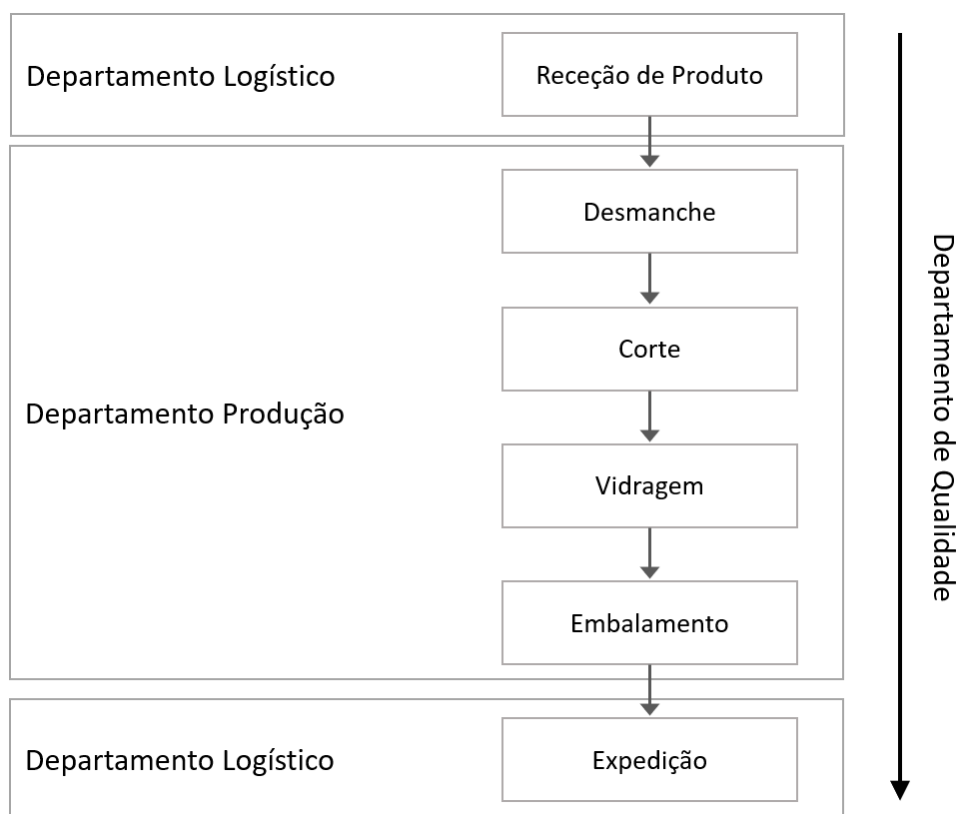 Departamento Logístico
Receção de Produto
Desmanche
Corte
Departamento Produção
Vidragem
Embalamento
Departamento Logístico
Expedição
Departamento de Qualidade